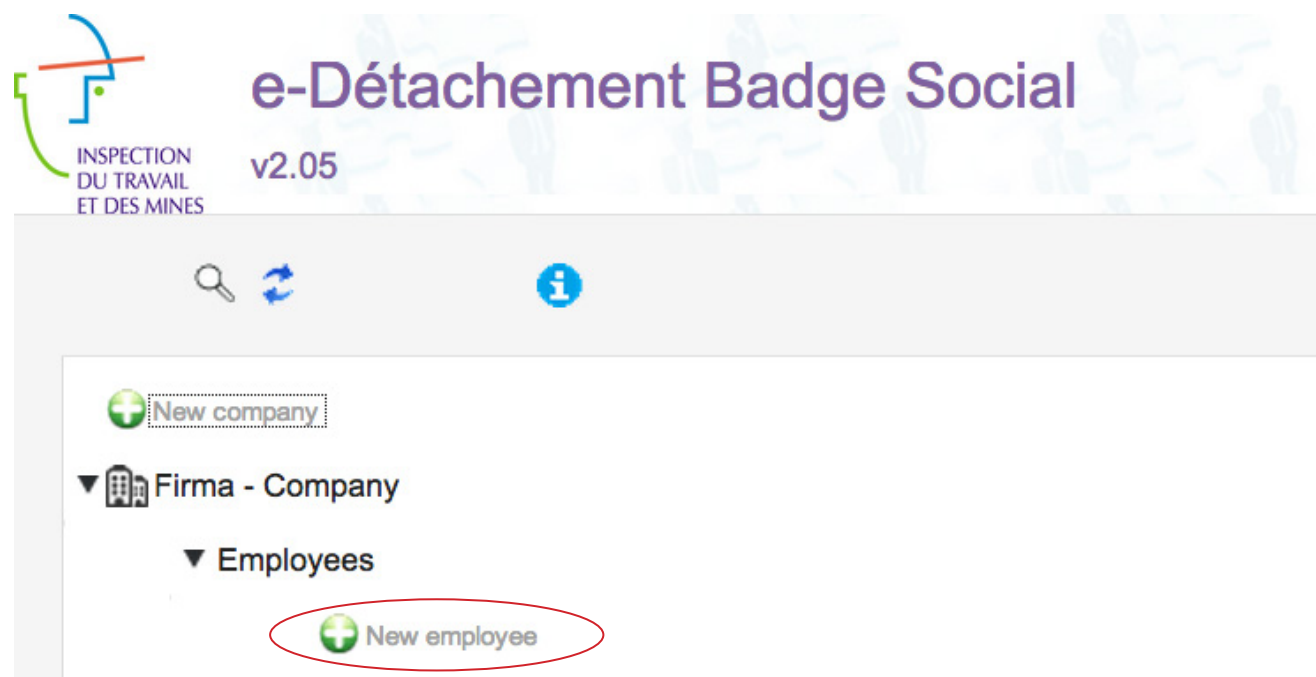 e-Détachement Badge Social
v2.05
INSPECTION
DU TRAVAIL
ET DES MINES
New company
Firma - Company
Employees
New employee